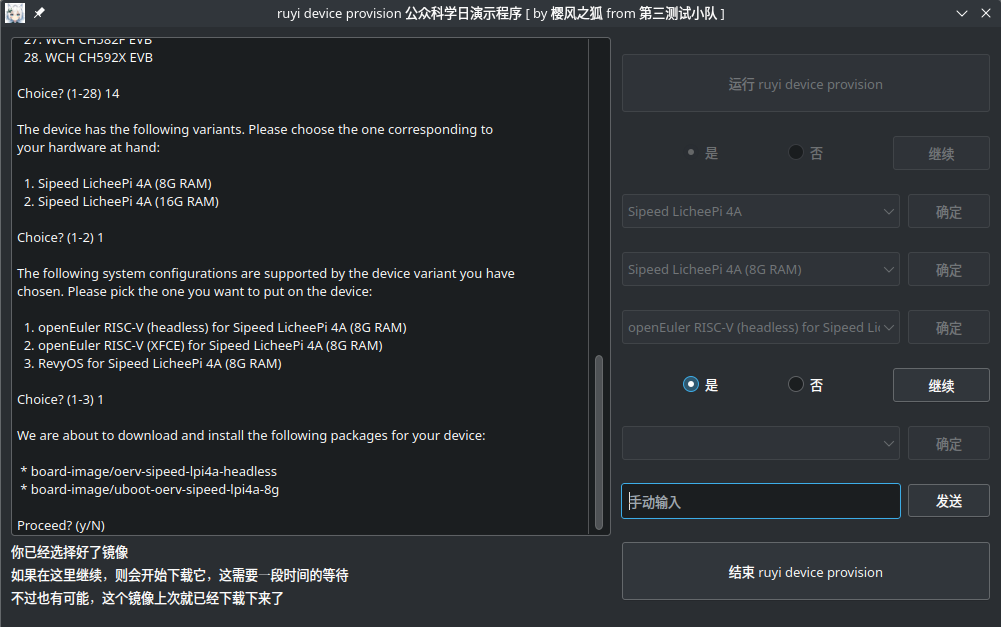 ruyi device provision 公众科学日演示程序 [ by 樱风之狐 from 第三测试小队 ]
27. WCH CH582F EVB
28. WCH CH592X EVB
Choice? (1-28) 14
The device has the following variants. Please choose the one corresponding to
your hardware at hand:
1. Sipeed LicheePi 4A (8G RAM)
2. Sipeed LicheePi 4A (16G RAM)
Choice? (1-2) 1
The following system configurations are supported by the device variant you have
chosen. Please pick the one you want to put on the device:
1. openEuler RISC-V (headless) for Sipeed LicheePi 4A (8G RAM)
2. openEuler RISC-V (XFCE) for Sipeed LicheePi 4A (8G RAM)
3. RevyOS for Sipeed LicheePi 4A (8G RAM)
Choice? (1-3) 1
We are about to download and install the following packages for your device:
* board-image/oerv-sipeed-lpi4a-headless
* board-image/uboot-oerv-sipeed-lpi4a-8g
Proceed? (y/N)
你已经选择好了镜像
如果在这里继续，则会开始下载它，这需要一段时间的等待
不过也有可能，这个镜像上次就已经下载下来了
运行 ruyi device provision
是 否 继续
Sipeed LicheePi 4A 确定
Sipeed LicheePi 4A (8G RAM) 确定
openEuler RISC-V (headless) for Sipeed Lic 确定
是 否 继续
确定
手动输入 发送
结束 ruyi device provision